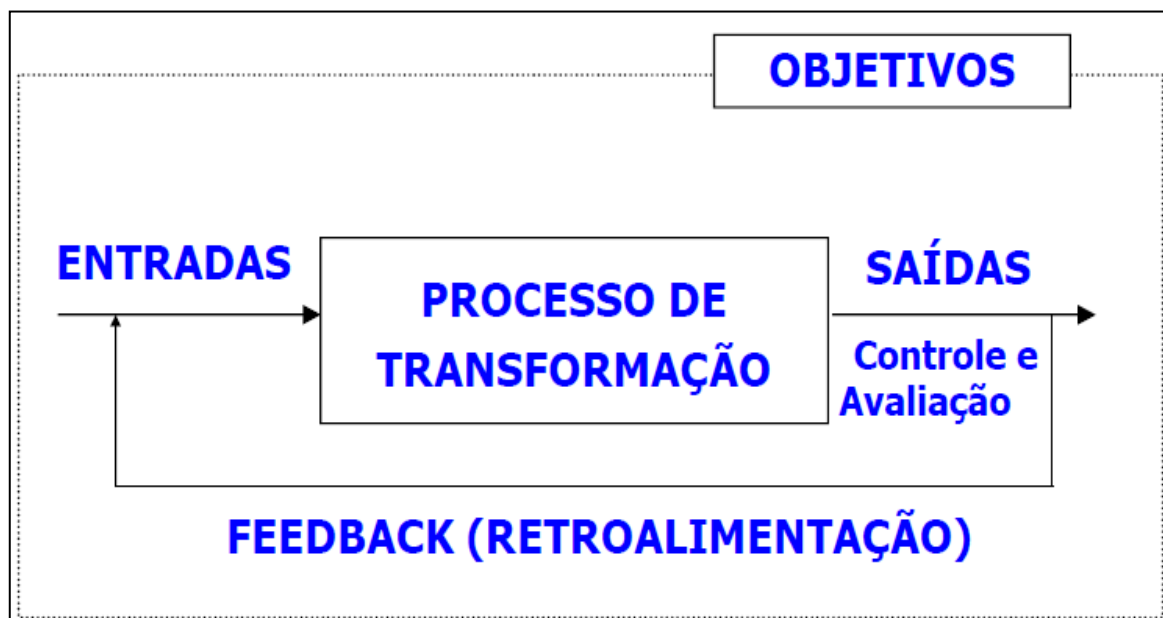 OBJETIVOS
ENTRADAS
PROCESSO DE
TRANSFORMAÇÃO
SAÍDAS
Controle e
Avaliação
FEEDBACK (RETROALIMENTAÇÃO)